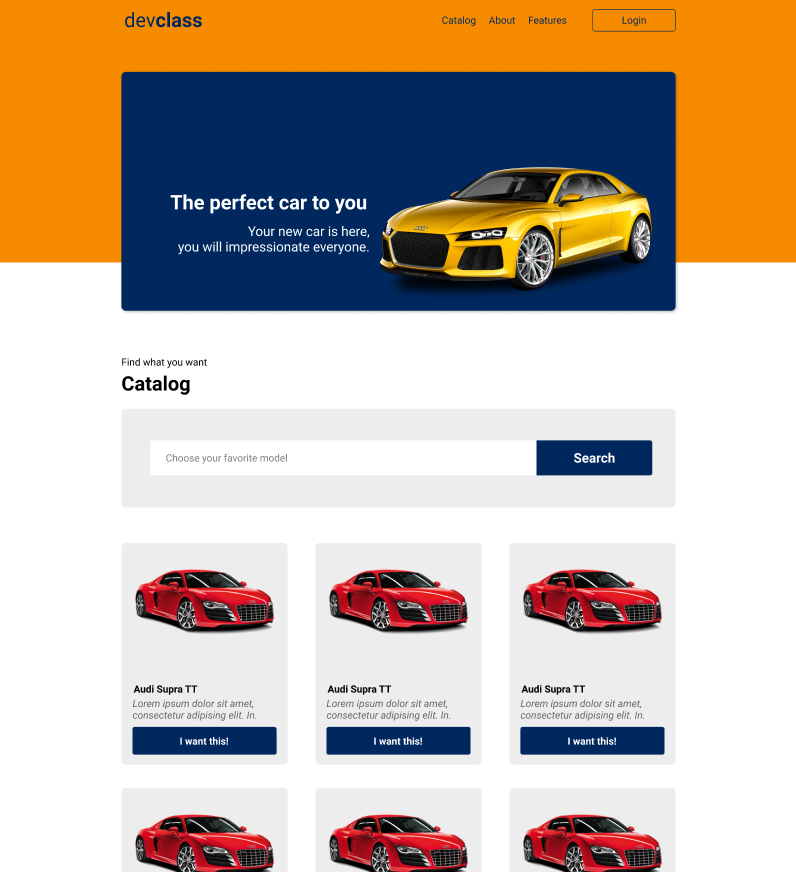 devclass
Catalog About Features Login
The perfect car to you
Your new car is here,
you will impressionate everyone.
Find what you want
Catalog
Choose your favorite model Search
Audi Supra TT Audi Supra TT Audi Supra TT
Lorem ipsum dolor sit amet, Lorem ipsum dolor sit amet, Lorem ipsum dolor sit amet,
consectetur adipising elit. In. consectetur adipising elit. In. consectetur adipising elit. In.
I want this! I want this! I want this!